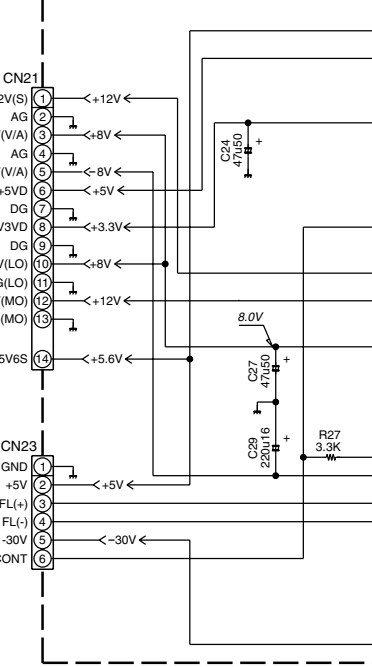 CN21
2V(S) 1 <+12V
AG 2
(V/A) 3 <+8V
AG 4
(V/A) 5 <-8V
+5VD 6 <+5V
DG 7
V3VD 8 <+3.3V
DG 9
V(LO) 10 <+8V
G(LO) 11
(MO) 12 <+12V
(MO) 13
5V6S 14 <+5.6V
C24
47u50
+
8.0V
C27
47u50
+
C29
220u16
+
R27
3.3K
CN23
GND 1
+5V 2 <+5V
FL(+) 3
FL(-) 4
-30V 5 <-30V
CONT 6